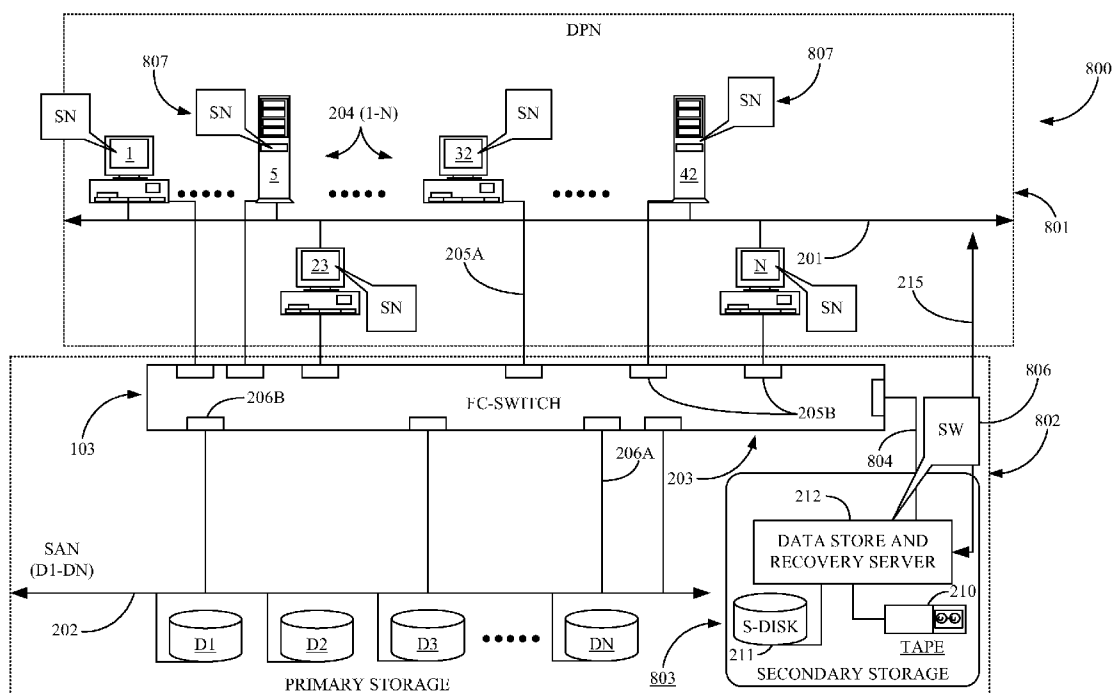 DPN
807
807
800
SN
SN
204 (1-N)
SN
1
5
32
42
801
23
205A
N
201
SN
SN
215
206B
FC-SWITCH
205B
806
103
206A
203
804
SW
802
212
DATA STORE AND
RECOVERY SERVER
SAN
(D1-DN)
210
202
D1
D2
D3
DN
S-DISK
211
TAPE
803
SECONDARY STORAGE
PRIMARY STORAGE